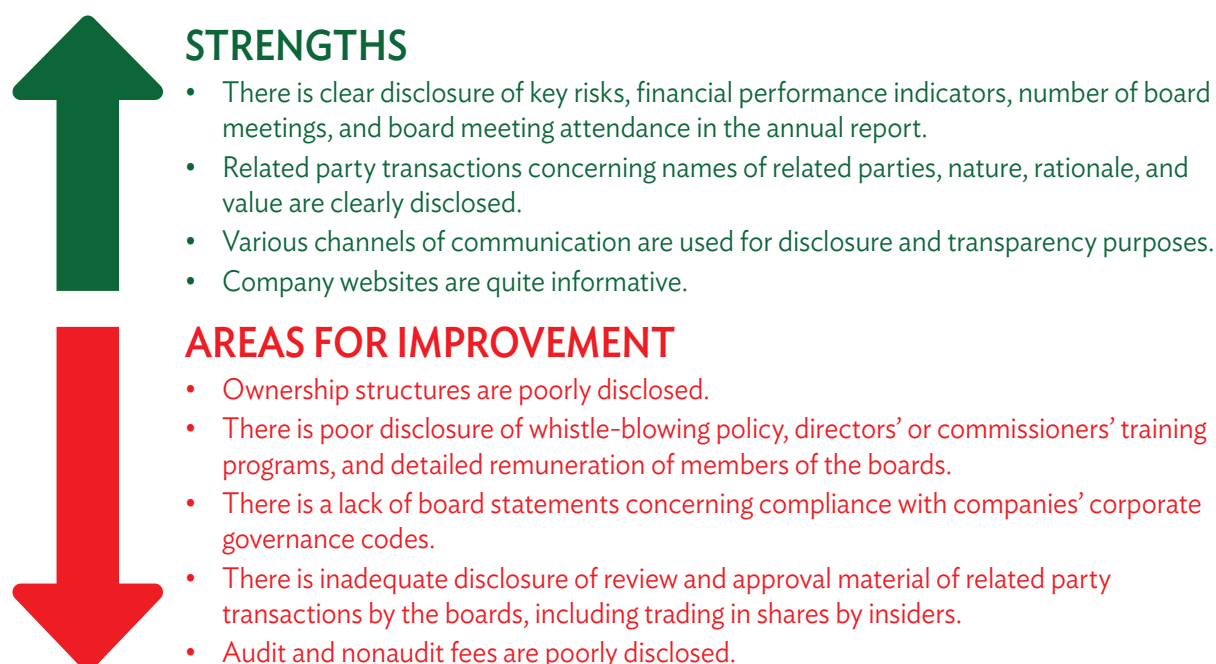 STRENGTHS
• There is clear disclosure of key risks, financial performance indicators, number of board
meetings, and board meeting attendance in the annual report.
• Related party transactions concerning names of related parties, nature, rationale, and
value are clearly disclosed.
• Various channels of communication are used for disclosure and transparency purposes.
• Company websites are quite informative.
AREAS FOR IMPROVEMENT
• Ownership structures are poorly disclosed.
• There is poor disclosure of whistle-blowing policy, directors’ or commissioners’ training
programs, and detailed remuneration of members of the boards.
• There is a lack of board statements concerning compliance with companies’ corporate
governance codes.
• There is inadequate disclosure of review and approval material of related party
transactions by the boards, including trading in shares by insiders.
• Audit and nonaudit fees are poorly disclosed.